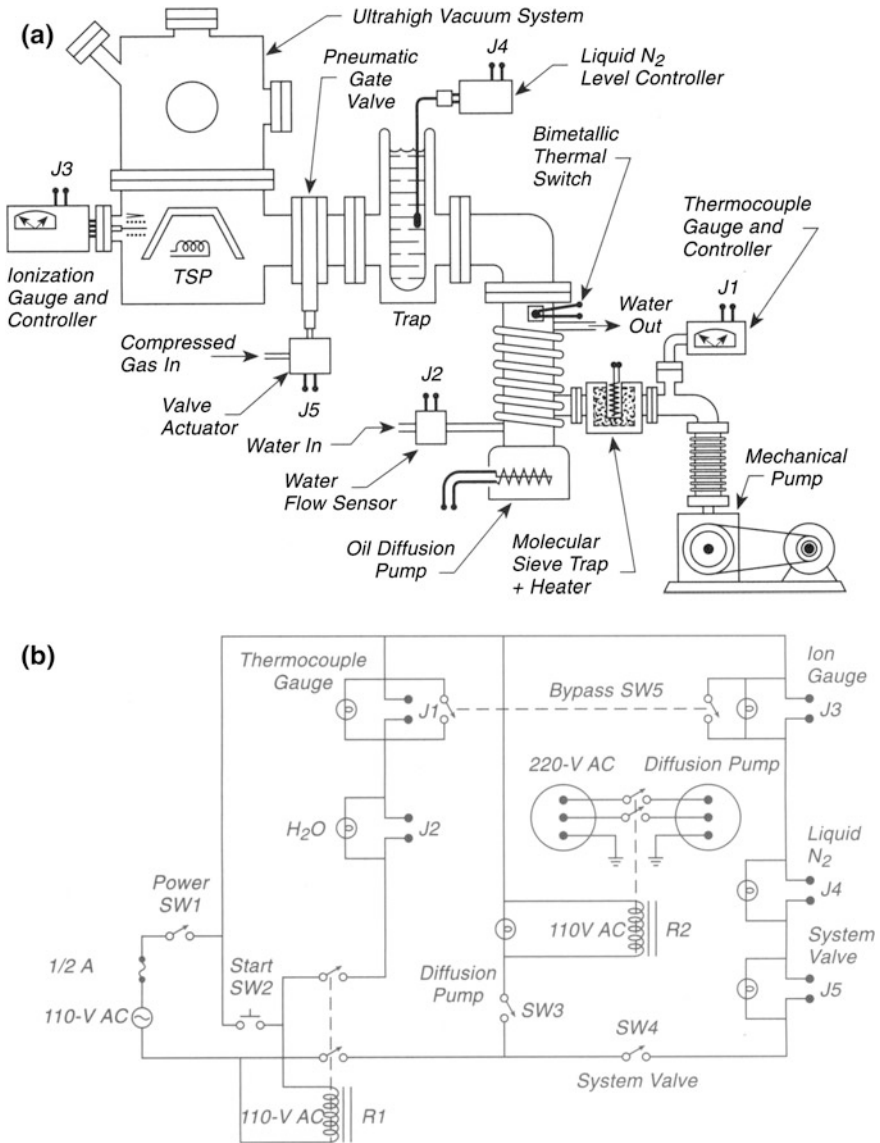 (a)
Ultrahigh Vacuum System
Pneumatic
Gate
Valve
J4
Liquid N2
Level Controller
Bimetallic
Thermal
Switch
J3
Thermocouple
Gauge and
Controller
Ionization
Gauge and
Controller
TSP
Trap
J1
Water
Out
Compressed
Gas In
Valve
Actuator
J5
J2
Water In
Water
Flow Sensor
Mechanical
Pump
Oil Diffusion
Pump
Molecular
Sieve Trap
+ Heater
(b)
Thermocouple
Gauge
J1
Bypass SW5
Ion
Gauge
J3
220-V AC
Diffusion Pump
H2O
J2
Liquid
N2
J4
Power
SW1
110V AC
R2
System
Valve
J5
1/2 A
Start
SW2
Diffusion
Pump
SW3
110-V AC
SW4
System Valve
110-V AC
R1